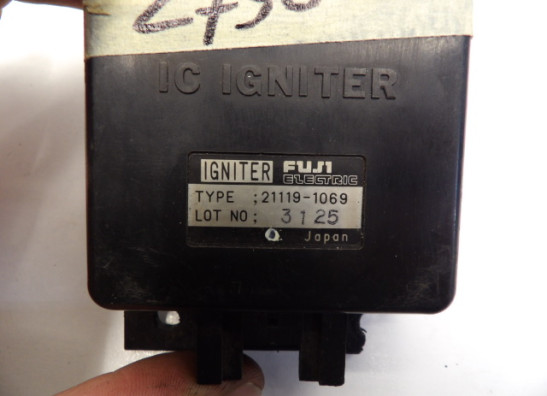 IC IGNITER
IGNITER FUJI ELECTRIC
TYPE ; 21119-1069
LOT NO; 3125
Japan